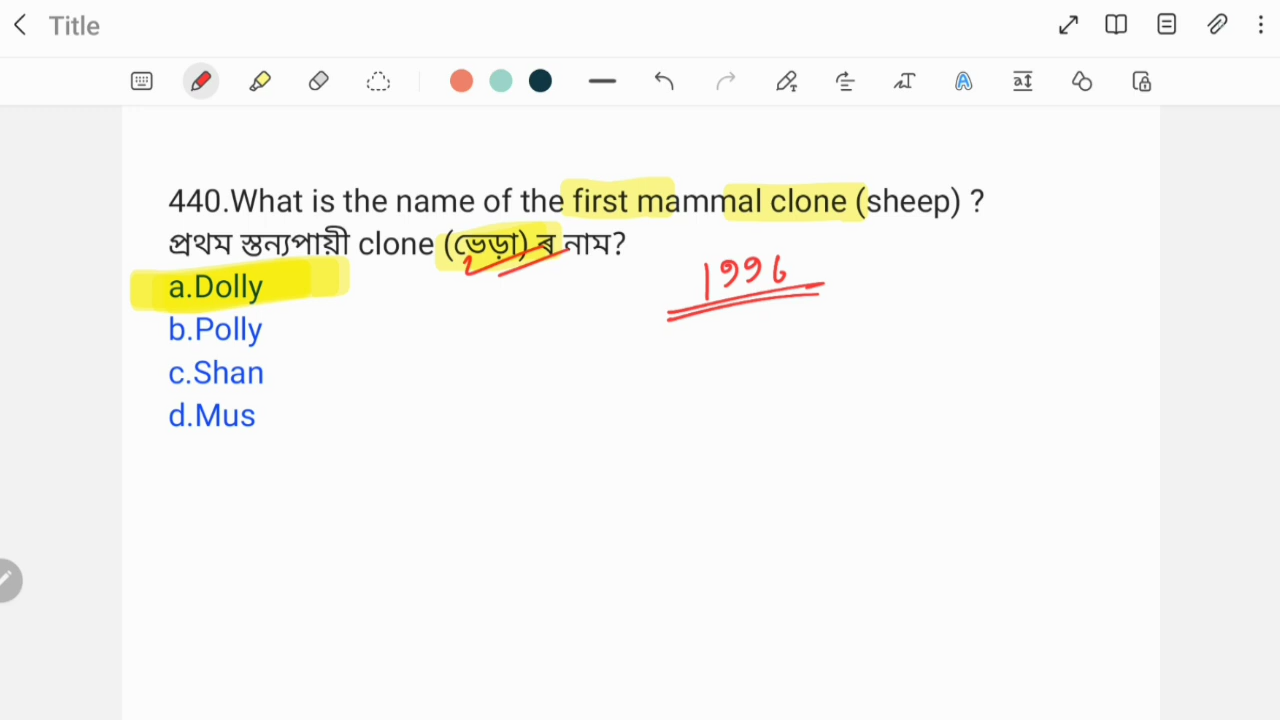 Title
440.What is the name of the first mammal clone (sheep) ?
প্রথম স্তন্যপায়ী clone (ভেড়া) ৰ নাম?
a.Dolly
1996
b.Polly
c.Shan
d.Mus